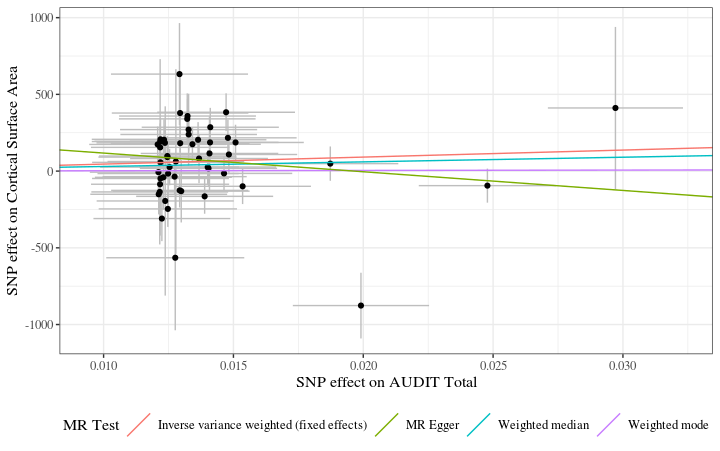 SNP effect on Cortical Surface Area
1000
500
0
-500
-1000
0.010 0.015 0.020 0.025 0.030
SNP effect on AUDIT Total
MR Test Inverse variance weighted (fixed effects) MR Egger Weighted median Weighted mode